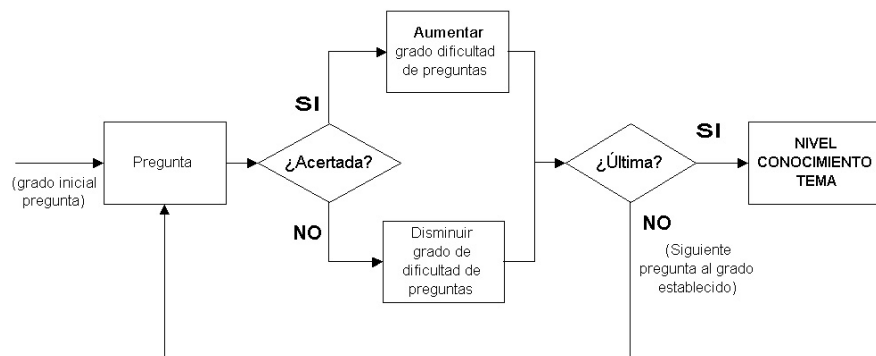 Aumentar
grado dificultad
de preguntas
SI
Pregunta
(grado inicial
pregunta)
¿Acertada?
NO
Disminuir
grado de
dificultad de
preguntas
¿Última?
SI
NIVEL
CONOCIMIENTO
TEMA
NO
(Siguiente
pregunta al grado
establecido)